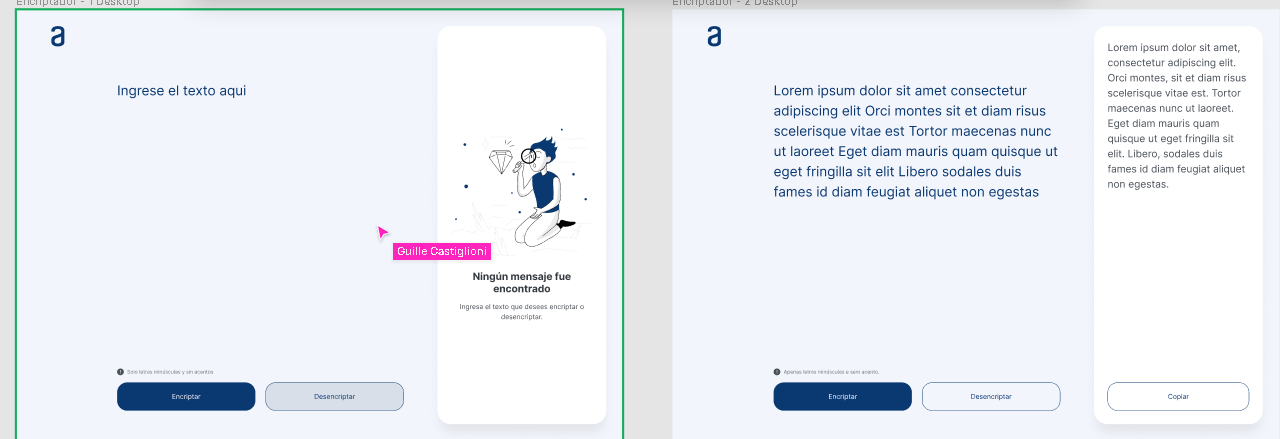 Encriptador - 1 Desktop
a
Ingrese el texto aqui
Guille Castiglioni
Ningún mensaje fue
encontrado
Ingresa el texto que desees encriptar o
desencriptar.
Solo letras minúsculas y sin acentos
Encriptar
Desencriptar
Encriptador - 2 Desktop
a
Lorem ipsum dolor sit amet consectetur
adipiscing elit Orci montes sit et diam risus
scelerisque vitae est Tortor maecenas nunc
ut laoreet Eget diam mauris quam quisque ut
eget fringilla sit elit Libero sodales duis
fames id diam feugiat aliquet non egestas
Apenas letras minúsculas e sem acento.
Encriptar
Desencriptar
Lorem ipsum dolor sit amet,
consectetur adipiscing elit.
Orci montes, sit et diam risus
scelerisque vitae est. Tortor
maecenas nunc ut laoreet.
Eget diam mauris quam
quisque ut eget fringilla sit
elit. Libero, sodales duis
fames id diam feugiat aliquet
non egestas.
Copiar